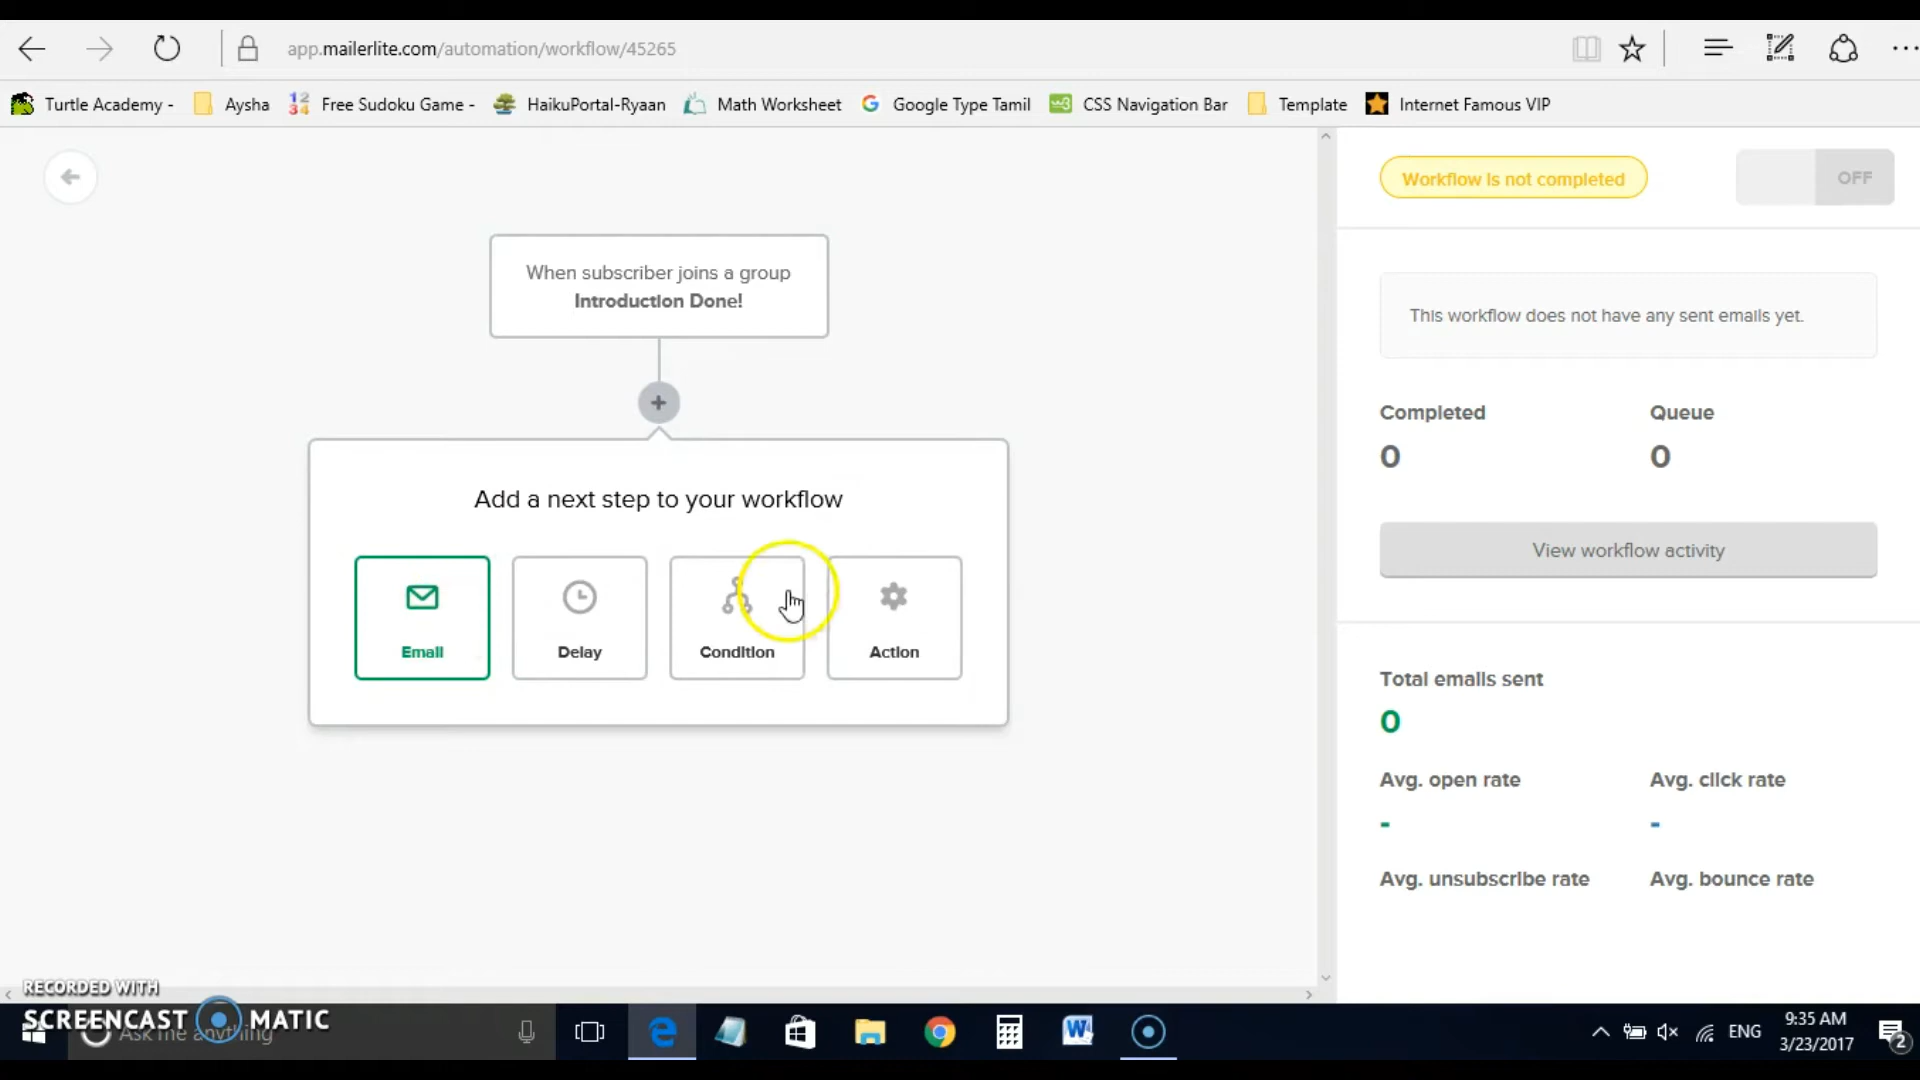 app.mailerlite.com/automation/workflow/45265
Turtle Academy - Aysha Free Sudoku Game - HaikuPortal-Ryaan Math Worksheet Google Type Tamil CSS Navigation Bar Template Internet Famous VIP
Workflow is not completed
OFF
When subscriber joins a group
Introduction Done!
This workflow does not have any sent emails yet.
Completed Queue
0 0
Add a next step to your workflow
View workflow activity
Email Delay Condition Action
Total emails sent
0
Avg. open rate Avg. click rate
- -
Avg. unsubscribe rate Avg. bounce rate
RECORDED WITH
SCREENCAST MATIC
Ask me anything
ENG
9:35 AM
3/23/2017
2